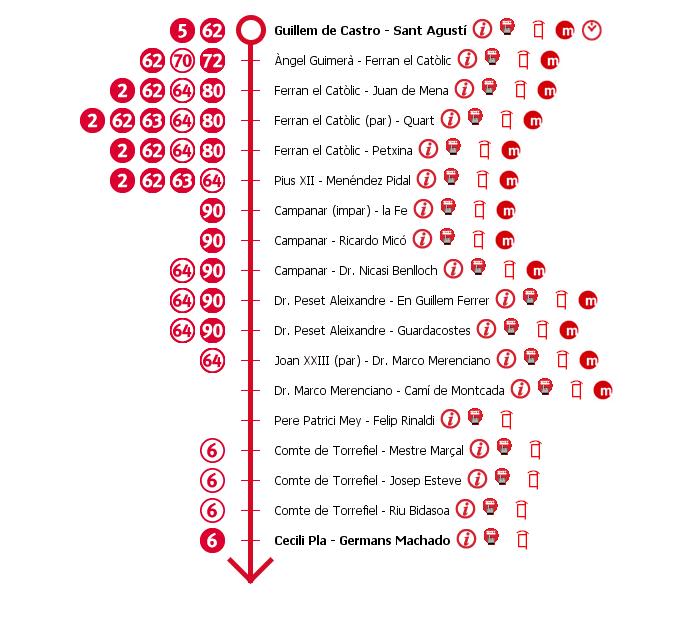 5 62 Guillem de Castro - Sant Agustí i m
62 70 72 Àngel Guimerà - Ferran el Catòlic i m
2 62 64 80 Ferran el Catòlic - Juan de Mena i m
2 62 63 64 80 Ferran el Catòlic (par) - Quart i m
2 62 64 80 Ferran el Catòlic - Petxina i m
2 62 63 64 Pius XII - Menéndez Pidal i m
90 Campanar (impar) - la Fe i m
90 Campanar - Ricardo Micó i m
64 90 Campanar - Dr. Nicasi Benlloch i m
64 90 Dr. Peset Aleixandre - En Guillem Ferrer i m
64 90 Dr. Peset Aleixandre - Guardacostes i m
64 Joan XXIII (par) - Dr. Marco Merenciano i m
Dr. Marco Merenciano - Camí de Montcada i m
Pere Patrici Mey - Felip Rinaldi i
6 Comte de Torrefiel - Mestre Marçal i
6 Comte de Torrefiel - Josep Esteve i
6 Comte de Torrefiel - Riu Bidasoa i
6 Cecili Pla - Germans Machado i